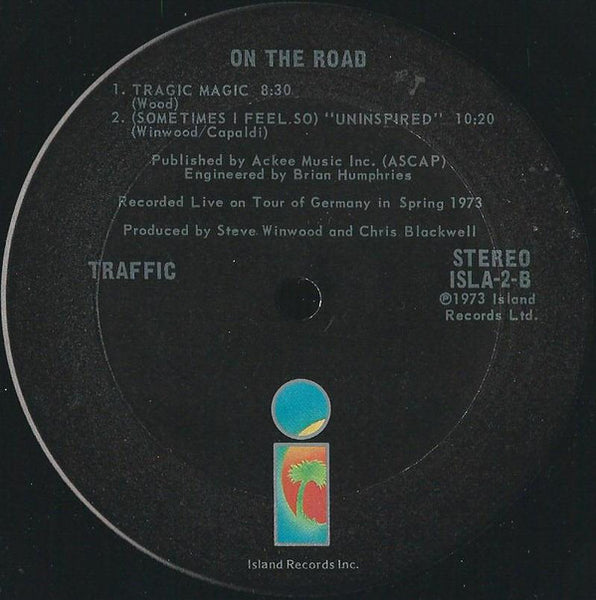 ON THE ROAD
1. TRAGIC MAGIC 8:30
(Wood)
2. (SOMETIMES I FEEL SO) "UNINSPIRED" 10:20
(Winwood/Capaldi)
Published by Ackee Music Inc. (ASCAP)
Engineered by Brian Humphries
Recorded Live on Tour of Germany in Spring 1973
Produced by Steve Winwood and Chris Blackwell
TRAFFIC
STEREO
ISLA-2-B
℗1973 Island
Records Ltd.
Island Records Inc.